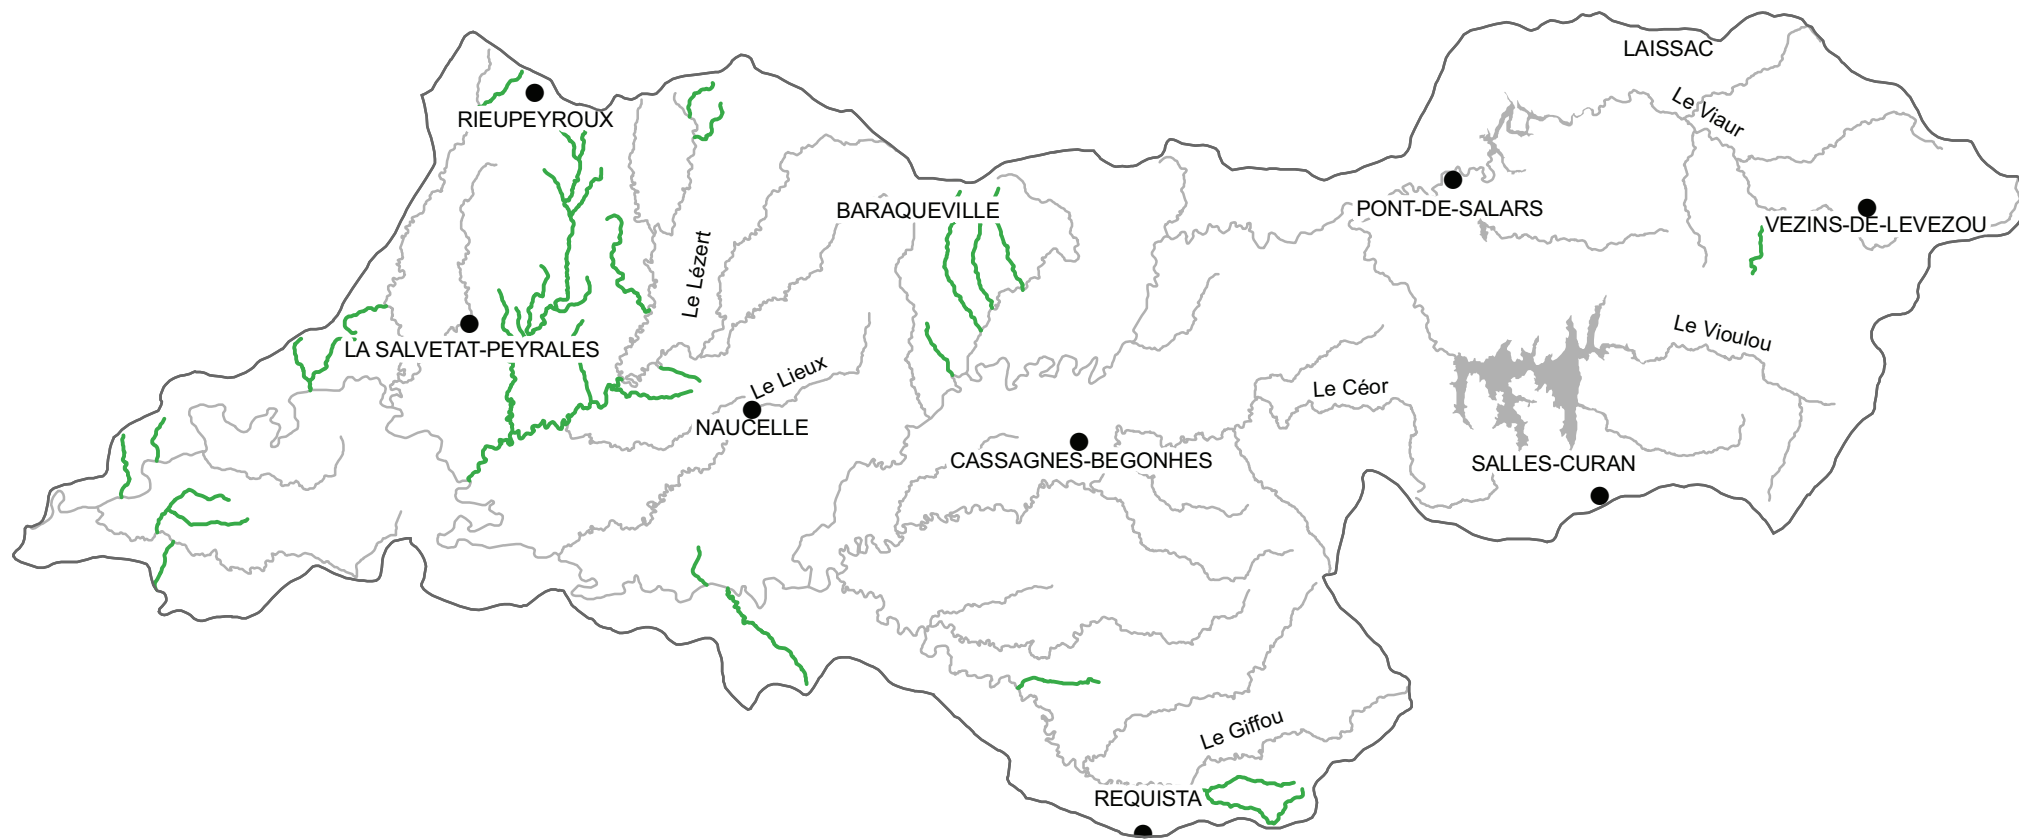 LAISSAC
Le Viaur
RIEUPEYROUX
PONT-DE-SALARS
BARAQUEVILLE
VEZINS-DE-LEVEZOU
Le Lézert
Le Vioulou
LA SALVETAT-PEYRALES
Le Lieux
Le Céor
NAUCELLE
CASSAGNES-BEGONHES
SALLES-CURAN
Le Giffou
REQUISTA